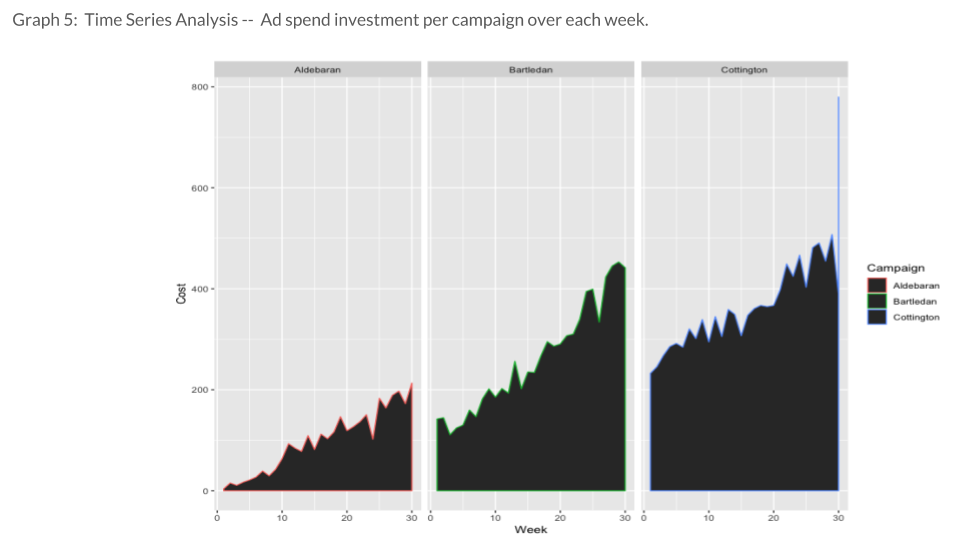 Graph 5:  Time Series Analysis --  Ad spend investment per campaign over each week.
Aldebaran
Bartledan
Cottington
800
600
400
200
0
Cost
0 10 20 30
0 10 20 30
0 10 20 30
Week
Campaign
Aldebaran
Bartledan
Cottington